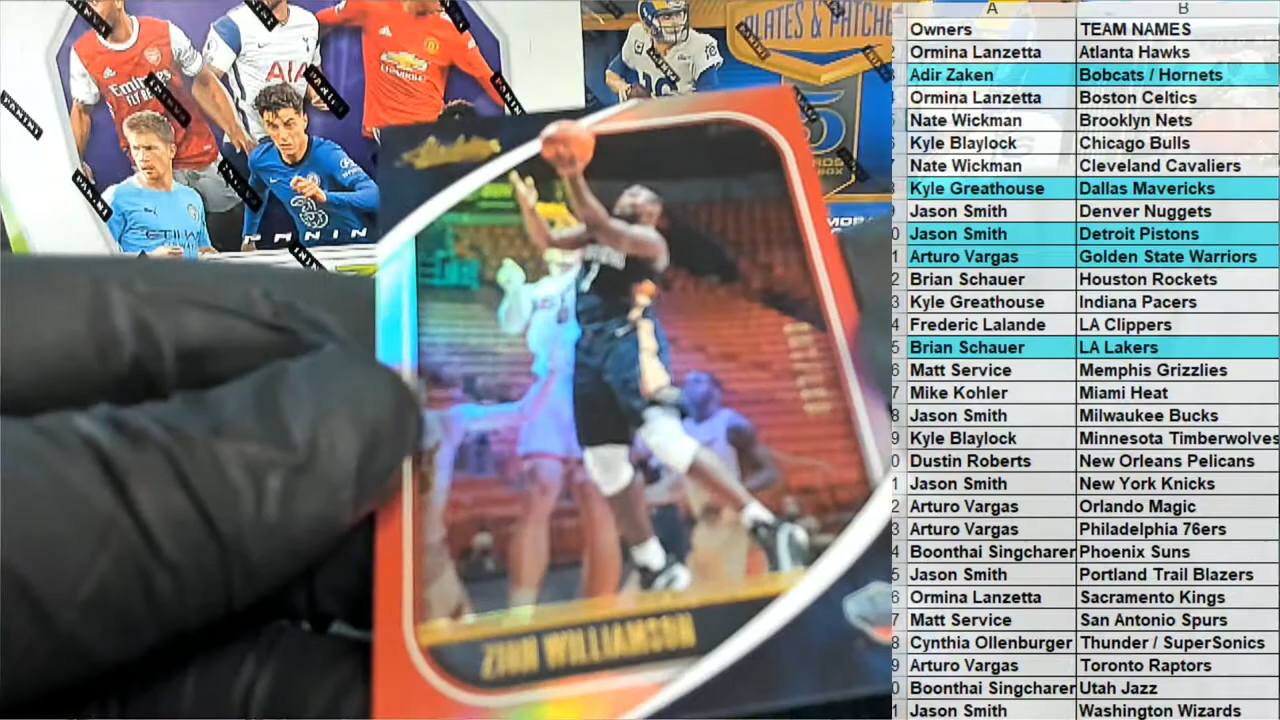 A B
Owners TEAM NAMES
Ormina Lanzetta Atlanta Hawks
Adir Zaken Bobcats / Hornets
Ormina Lanzetta Boston Celtics
Nate Wickman Brooklyn Nets
Kyle Blaylock Chicago Bulls
Nate Wickman Cleveland Cavaliers
Kyle Greathouse Dallas Mavericks
Jason Smith Denver Nuggets
Jason Smith Detroit Pistons
Arturo Vargas Golden State Warriors
Brian Schauer Houston Rockets
Kyle Greathouse Indiana Pacers
Frederic Lalande LA Clippers
Brian Schauer LA Lakers
Matt Service Memphis Grizzlies
Mike Kohler Miami Heat
Jason Smith Milwaukee Bucks
Kyle Blaylock Minnesota Timberwolves
Dustin Roberts New Orleans Pelicans
Jason Smith New York Knicks
Arturo Vargas Orlando Magic
Arturo Vargas Philadelphia 76ers
Boonthai Singcharer Phoenix Suns
Jason Smith Portland Trail Blazers
Ormina Lanzetta Sacramento Kings
Matt Service San Antonio Spurs
Cynthia Ollenburger Thunder / SuperSonics
Arturo Vargas Toronto Raptors
Boonthai Singcharer Utah Jazz
Jason Smith Washington Wizards
PLATES & PATCHE
PANINI
PANINI
PANINI
AIA
3
ZION WILLIAMSON